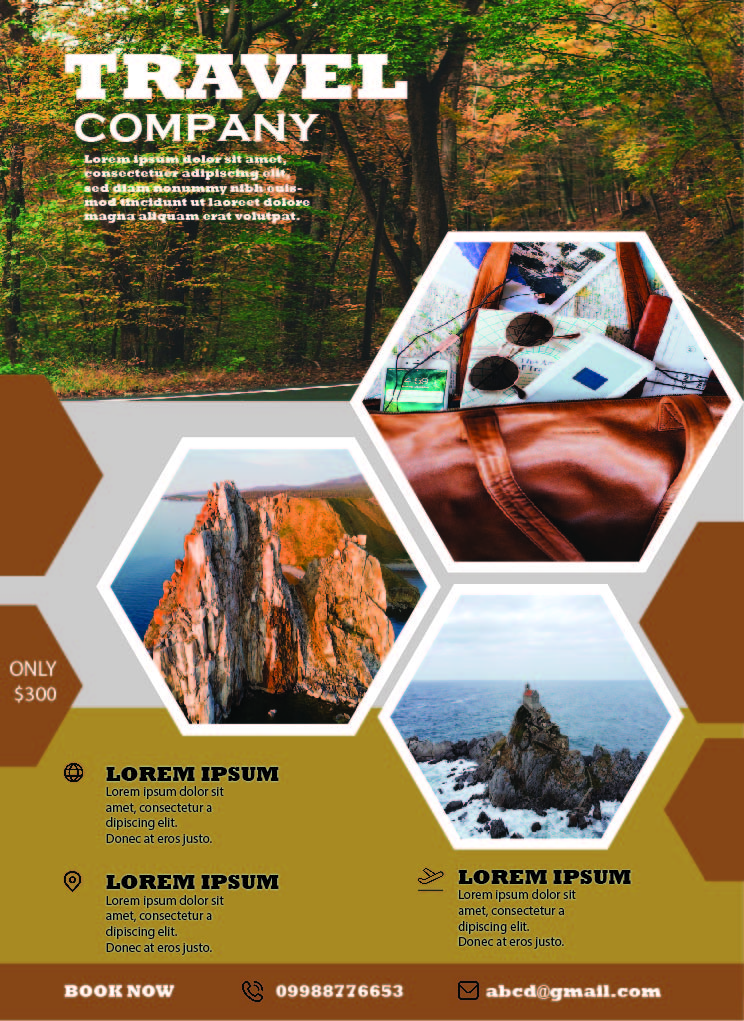 TRAVEL
COMPANY
Lorem ipsum dolor sit amet,
consectetuer adipiscing elit,
sed diam nonummy nibh euis-
mod tincidunt ut laoreet dolore
magna aliquam erat volutpat.
ONLY
$300
LOREM IPSUM
Lorem ipsum dolor sit
amet, consectetur a
dipiscing elit.
Donec at eros justo.
LOREM IPSUM
Lorem ipsum dolor sit
amet, consectetur a
dipiscing elit.
Donec at eros justo.
LOREM IPSUM
Lorem ipsum dolor sit
amet, consectetur a
dipiscing elit.
Donec at eros justo.
BOOK NOW
09988776653
abcd@gmail.com